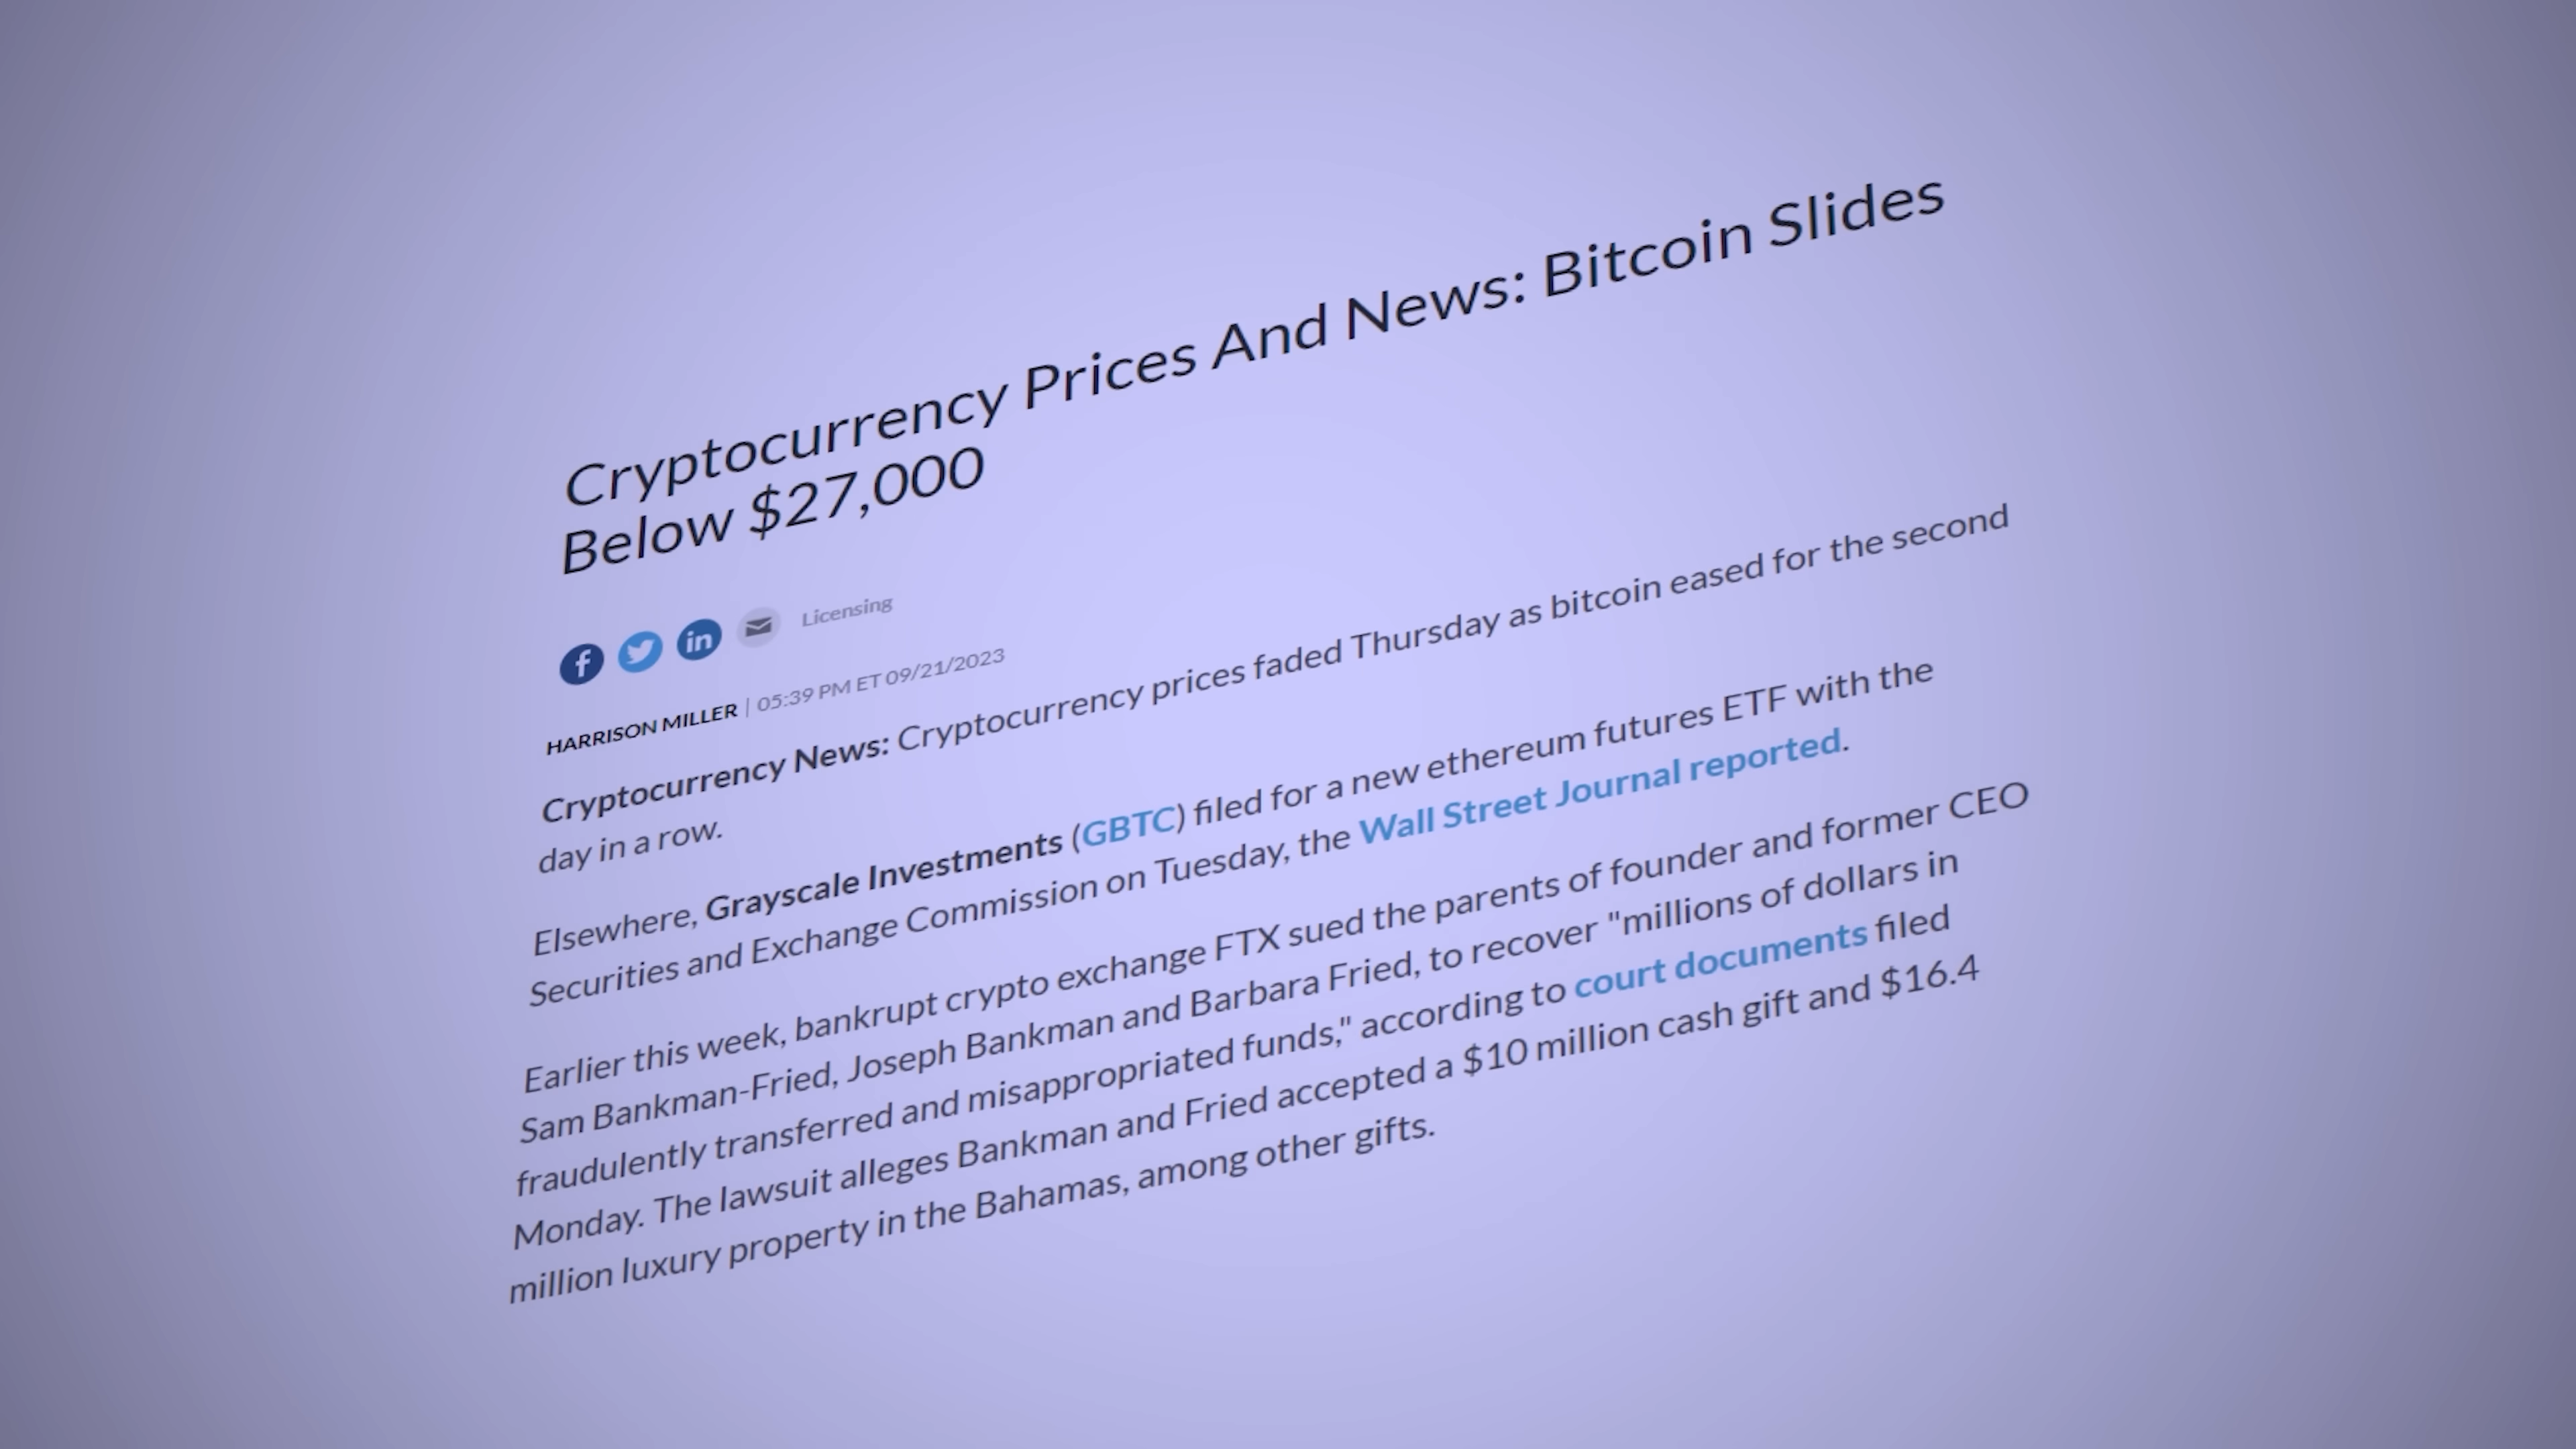 Cryptocurrency Prices And News: Bitcoin Slides
Below $27,000
f in Licensing
HARRISON MILLER | 05:39 PM ET 09/21/2023
Cryptocurrency News: Cryptocurrency prices faded Thursday as bitcoin eased for the second
day in a row.
Elsewhere, Grayscale Investments (GBTC) filed for a new ethereum futures ETF with the
Securities and Exchange Commission on Tuesday, the Wall Street Journal reported.
Earlier this week, bankrupt crypto exchange FTX sued the parents of founder and former CEO
Sam Bankman-Fried, Joseph Bankman and Barbara Fried, to recover "millions of dollars in
fraudulently transferred and misappropriated funds," according to court documents filed
Monday. The lawsuit alleges Bankman and Fried accepted a $10 million cash gift and $16.4
million luxury property in the Bahamas, among other gifts.